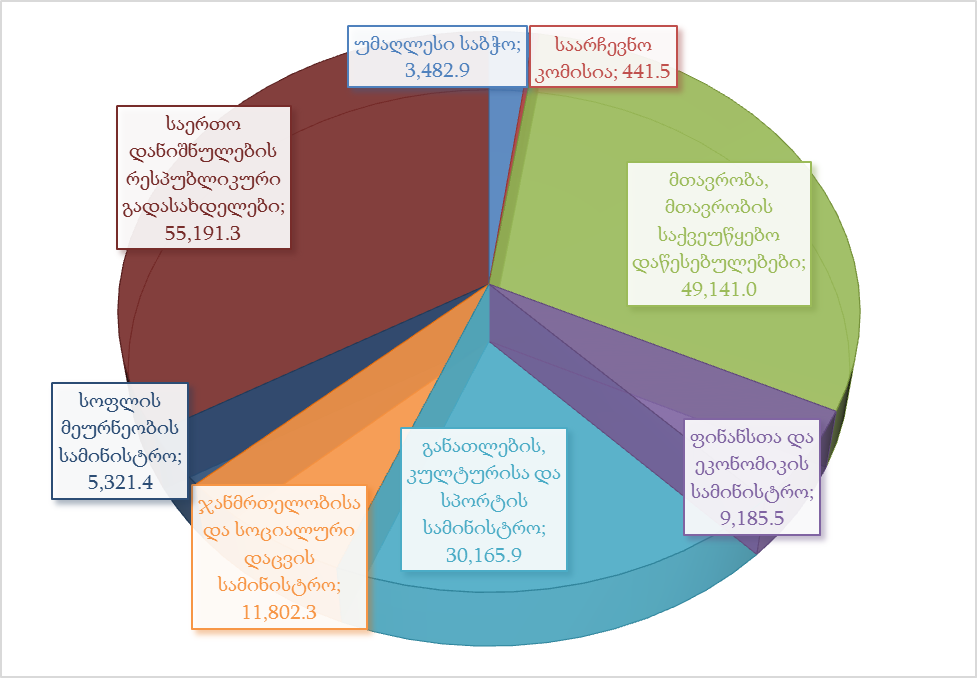 უმაღლესი საბჭო;
3,482.9
საარჩევნო
კომისია; 441.5
საერთო
დანიშნულების
რესპუბლიკური
გადასახდელები;
55,191.3
მთავრობა,
მთავრობის
საქვეუწყებო
დაწესებულებები;
49,141.0
სოფლის
მეურნეობის
სამინისტრო;
5,321.4
ფინანსთა და
ეკონომიკის
სამინისტრო;
9,185.5
განათლების,
კულტურისა და
სპორტის
სამინისტრო;
30,165.9
ჯანმრთელობისა
და სოციალური
დაცვის
სამინისტრო;
11,802.3